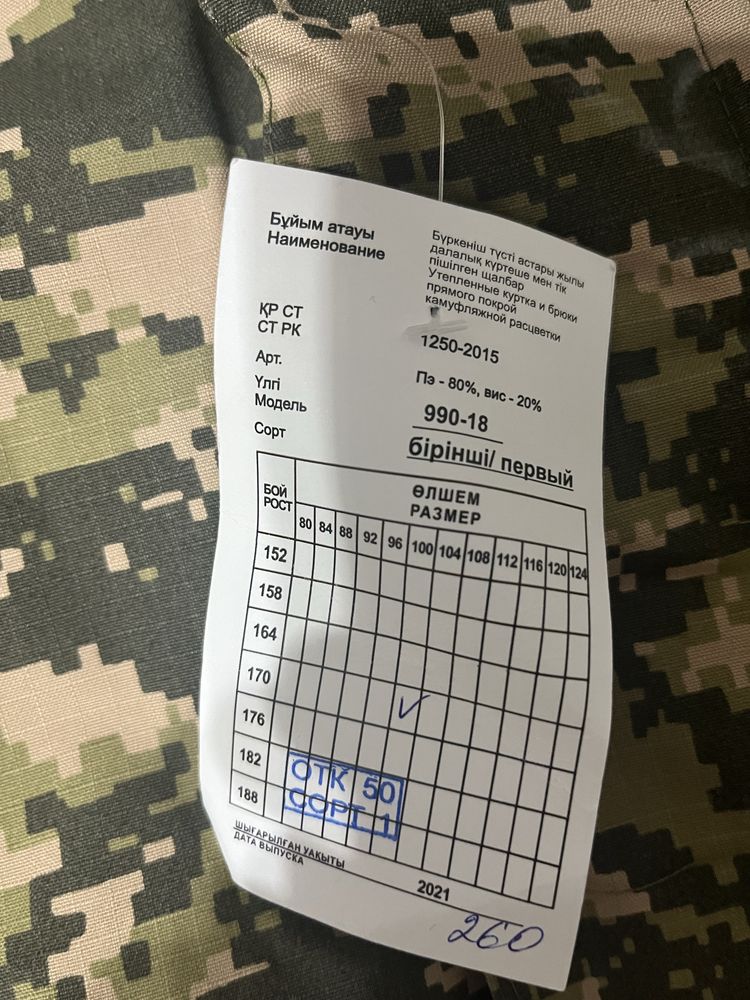 Бұйым атауы
Наименование
Бүркеніш түсті астары жылы
далалық күртеше мен тік
пішілген щалбар
Утепленные куртка и брюки
прямого покрой
камуфляжной расцветки
ҚР СТ
СТ РК
1250-2015
Арт.
Пэ - 80%, вис - 20%
Үлгі
Модель
990-18
Сорт
бірінші/ первый
БОЙ
РОСТ
ӨЛШЕМ
РАЗМЕР
80 84 88 92 96 100 104 108 112 116 120 124
152
158
164
170
176
182
188
ОТК 50
СОРТ 1
ШЫҒАРЫЛҒАН УАҚЫТЫ
ДАТА ВЫПУСКА
2021
260